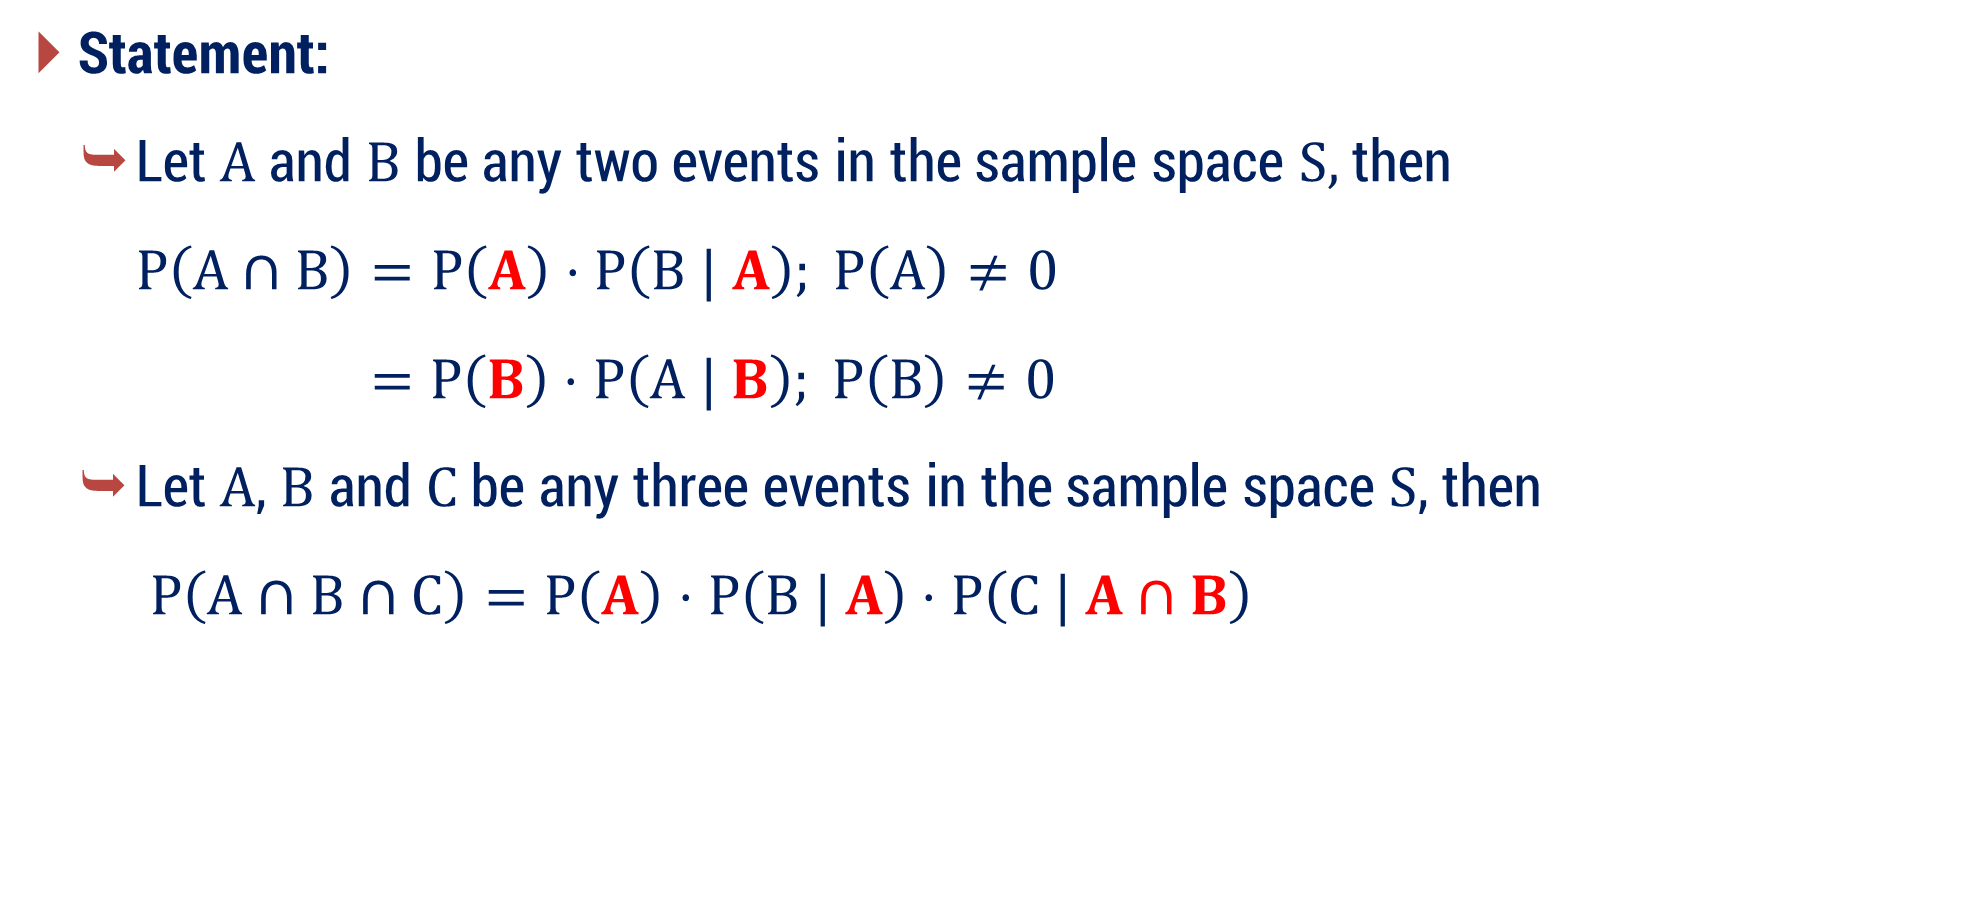 Statement:
Let A and B be any two events in the sample space S, then
P(A ∩ B) = P(A) · P(B | A); P(A) ≠ 0
= P(B) · P(A | B); P(B) ≠ 0
Let A, B and C be any three events in the sample space S, then
P(A ∩ B ∩ C) = P(A) · P(B | A) · P(C | A ∩ B)